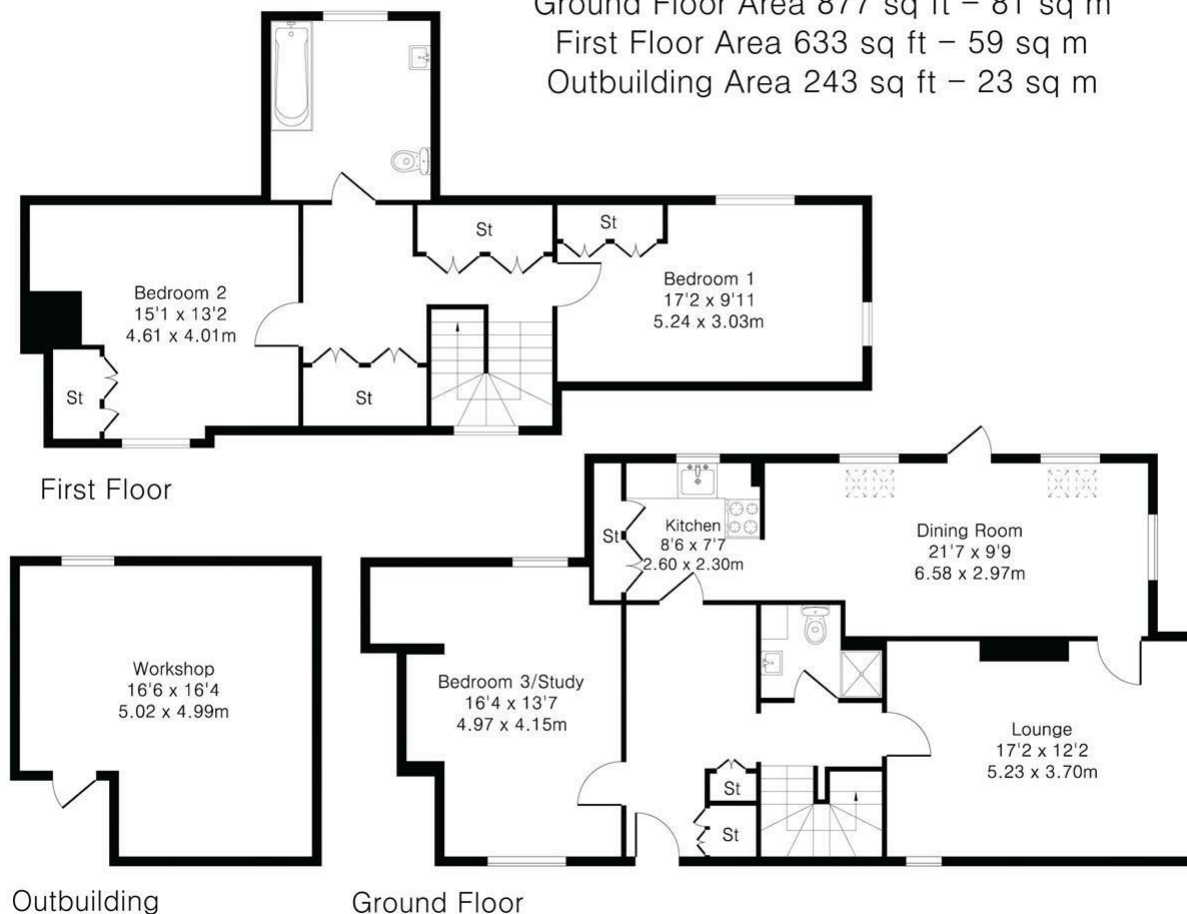 Ground Floor Area 877 sq ft – 81 sq m
First Floor Area 633 sq ft – 59 sq m
Outbuilding Area 243 sq ft – 23 sq m
St
St
Bedroom 1
17'2 x 9'11
5.24 x 3.03m
Bedroom 2
15'1 x 13'2
4.61 x 4.01m
St
St
First Floor
St
Kitchen
8'6 x 7'7
2.60 x 2.30m
Dining Room
21'7 x 9'9
6.58 x 2.97m
Workshop
16'6 x 16'4
5.02 x 4.99m
Bedroom 3/Study
16'4 x 13'7
4.97 x 4.15m
Lounge
17'2 x 12'2
5.23 x 3.70m
St
St
Outbuilding
Ground Floor